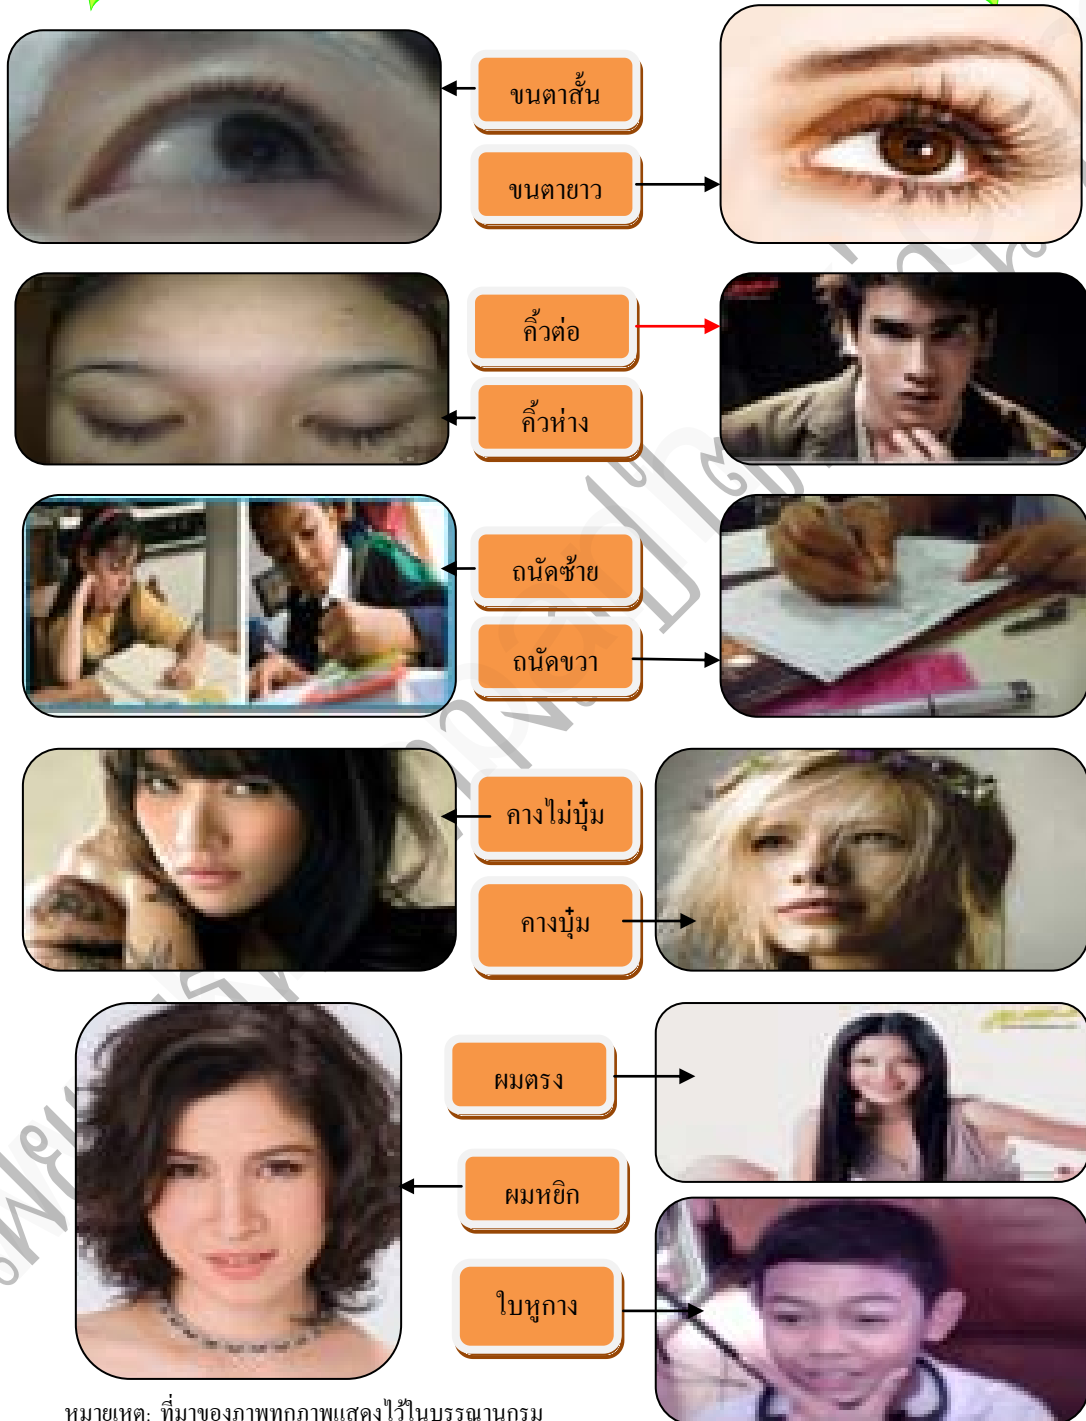 ขนตาสั้น
ขนตายาว
คิ้วต่อ
คิ้วห่าง
ถนัดซ้าย
ถนัดขวา
คางไม่บุ๋ม
คางบุ๋ม
ผมตรง
ผมหยิก
ใบหูกาง
หมายเหตุ: ที่มาของภาพทุกภาพแสดงไว้ในบรรณานุกรม